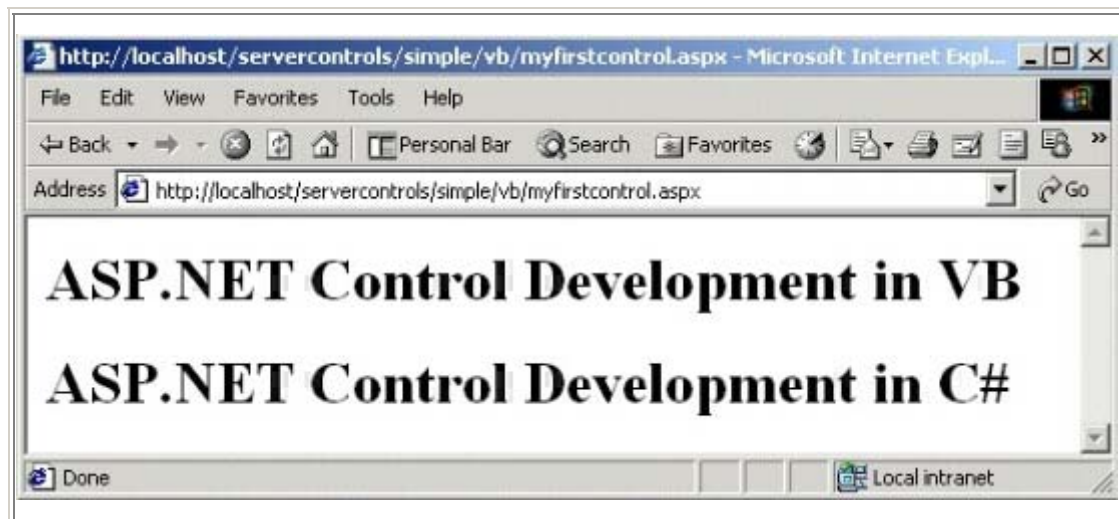 http://localhost/servercontrols/simple/vb/myfirstcontrol.aspx - Microsoft Internet Expl...
File Edit View Favorites Tools Help
Back Personal Bar Search Favorites »
Address http://localhost/servercontrols/simple/vb/myfirstcontrol.aspx Go
ASP.NET Control Development in VB
ASP.NET Control Development in C#
Done Local intranet